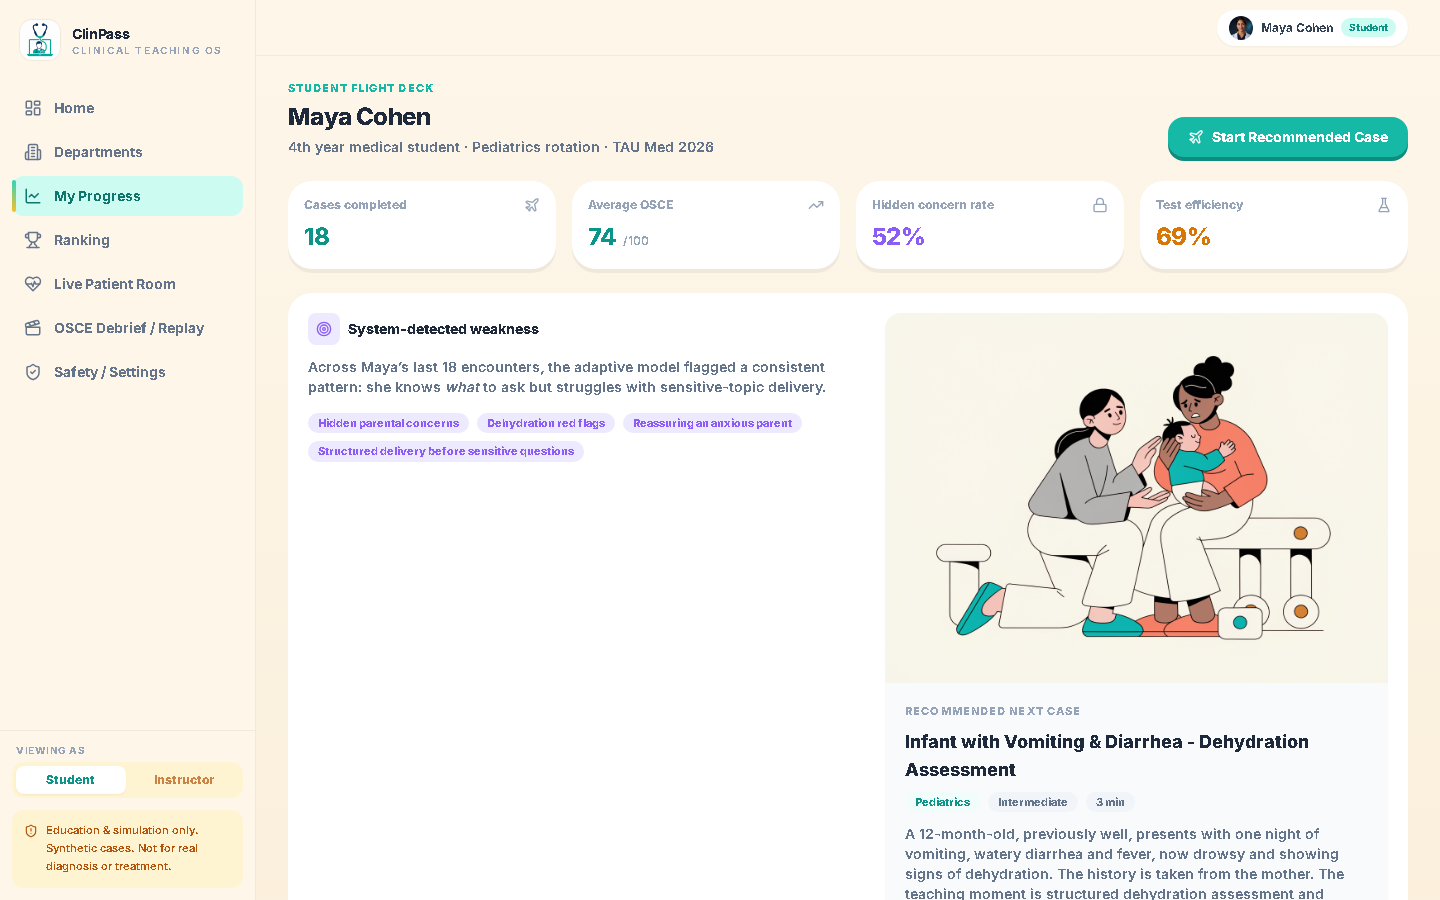 ClinPass
CLINICAL TEACHING OS
Home
Departments
My Progress
Ranking
Live Patient Room
OSCE Debrief / Replay
Safety / Settings
VIEWING AS
Student
Instructor
Education & simulation only.
Synthetic cases. Not for real
diagnosis or treatment.
Maya Cohen
Student
STUDENT FLIGHT DECK
Maya Cohen
4th year medical student · Pediatrics rotation · TAU Med 2026
Start Recommended Case
Cases completed
18
Average OSCE
74 /100
Hidden concern rate
52%
Test efficiency
69%
System-detected weakness
Across Maya’s last 18 encounters, the adaptive model flagged a consistent
pattern: she knows what to ask but struggles with sensitive-topic delivery.
Hidden parental concerns
Dehydration red flags
Reassuring an anxious parent
Structured delivery before sensitive questions
RECOMMENDED NEXT CASE
Infant with Vomiting & Diarrhea - Dehydration
Assessment
Pediatrics
Intermediate
3 min
A 12-month-old, previously well, presents with one night of
vomiting, watery diarrhea and fever, now drowsy and showing
signs of dehydration. The history is taken from the mother. The
teaching moment is structured dehydration assessment and